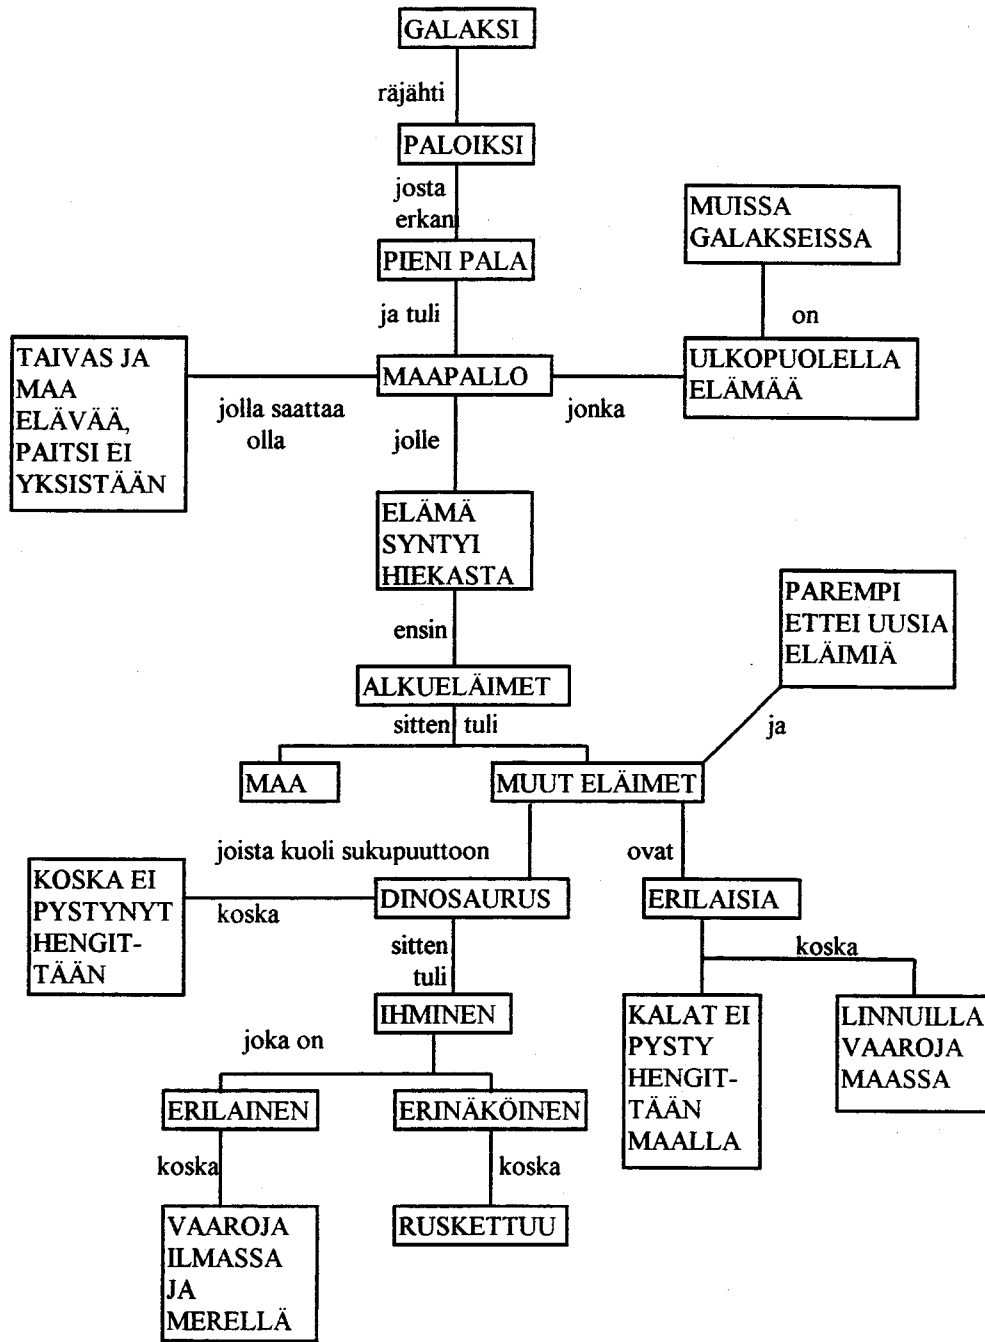 GALAKSI
räjähti
PALOIKSI
josta
erkani
PIENI PALA
ja tuli
MUISSA
GALAKSEISSA
on
TAIVAS JA
MAA
ELÄVÄÄ,
PAITSI EI
YKSISTÄÄN
jolla saattaa
olla
MAAPALLO
jonka
ULKOPUOLELLA
ELÄMÄÄ
jolle
ELÄMÄ
SYNTYI
HIEKASTA
ensin
ALKUELÄIMET
PAREMPI
ETTEI UUSIA
ELÄIMIÄ
sitten tuli
ja
MAA
MUUT ELÄIMET
joista kuoli sukupuuttoon
ovat
KOSKA EI
PYSTYNYT
HENGIT-
TÄÄN
koska
DINOSAURUS
ERILAISIA
sitten
tuli
koska
IHMINEN
KALAT EI
PYSTY
HENGIT-
TÄÄN
MAALLA
LINNUILLA
VAAROJA
MAASSA
joka on
ERILAINEN
ERINÄKÖINEN
koska
koska
VAAROJA
ILMASSA
JA
MERELLÄ
RUSKETTUU